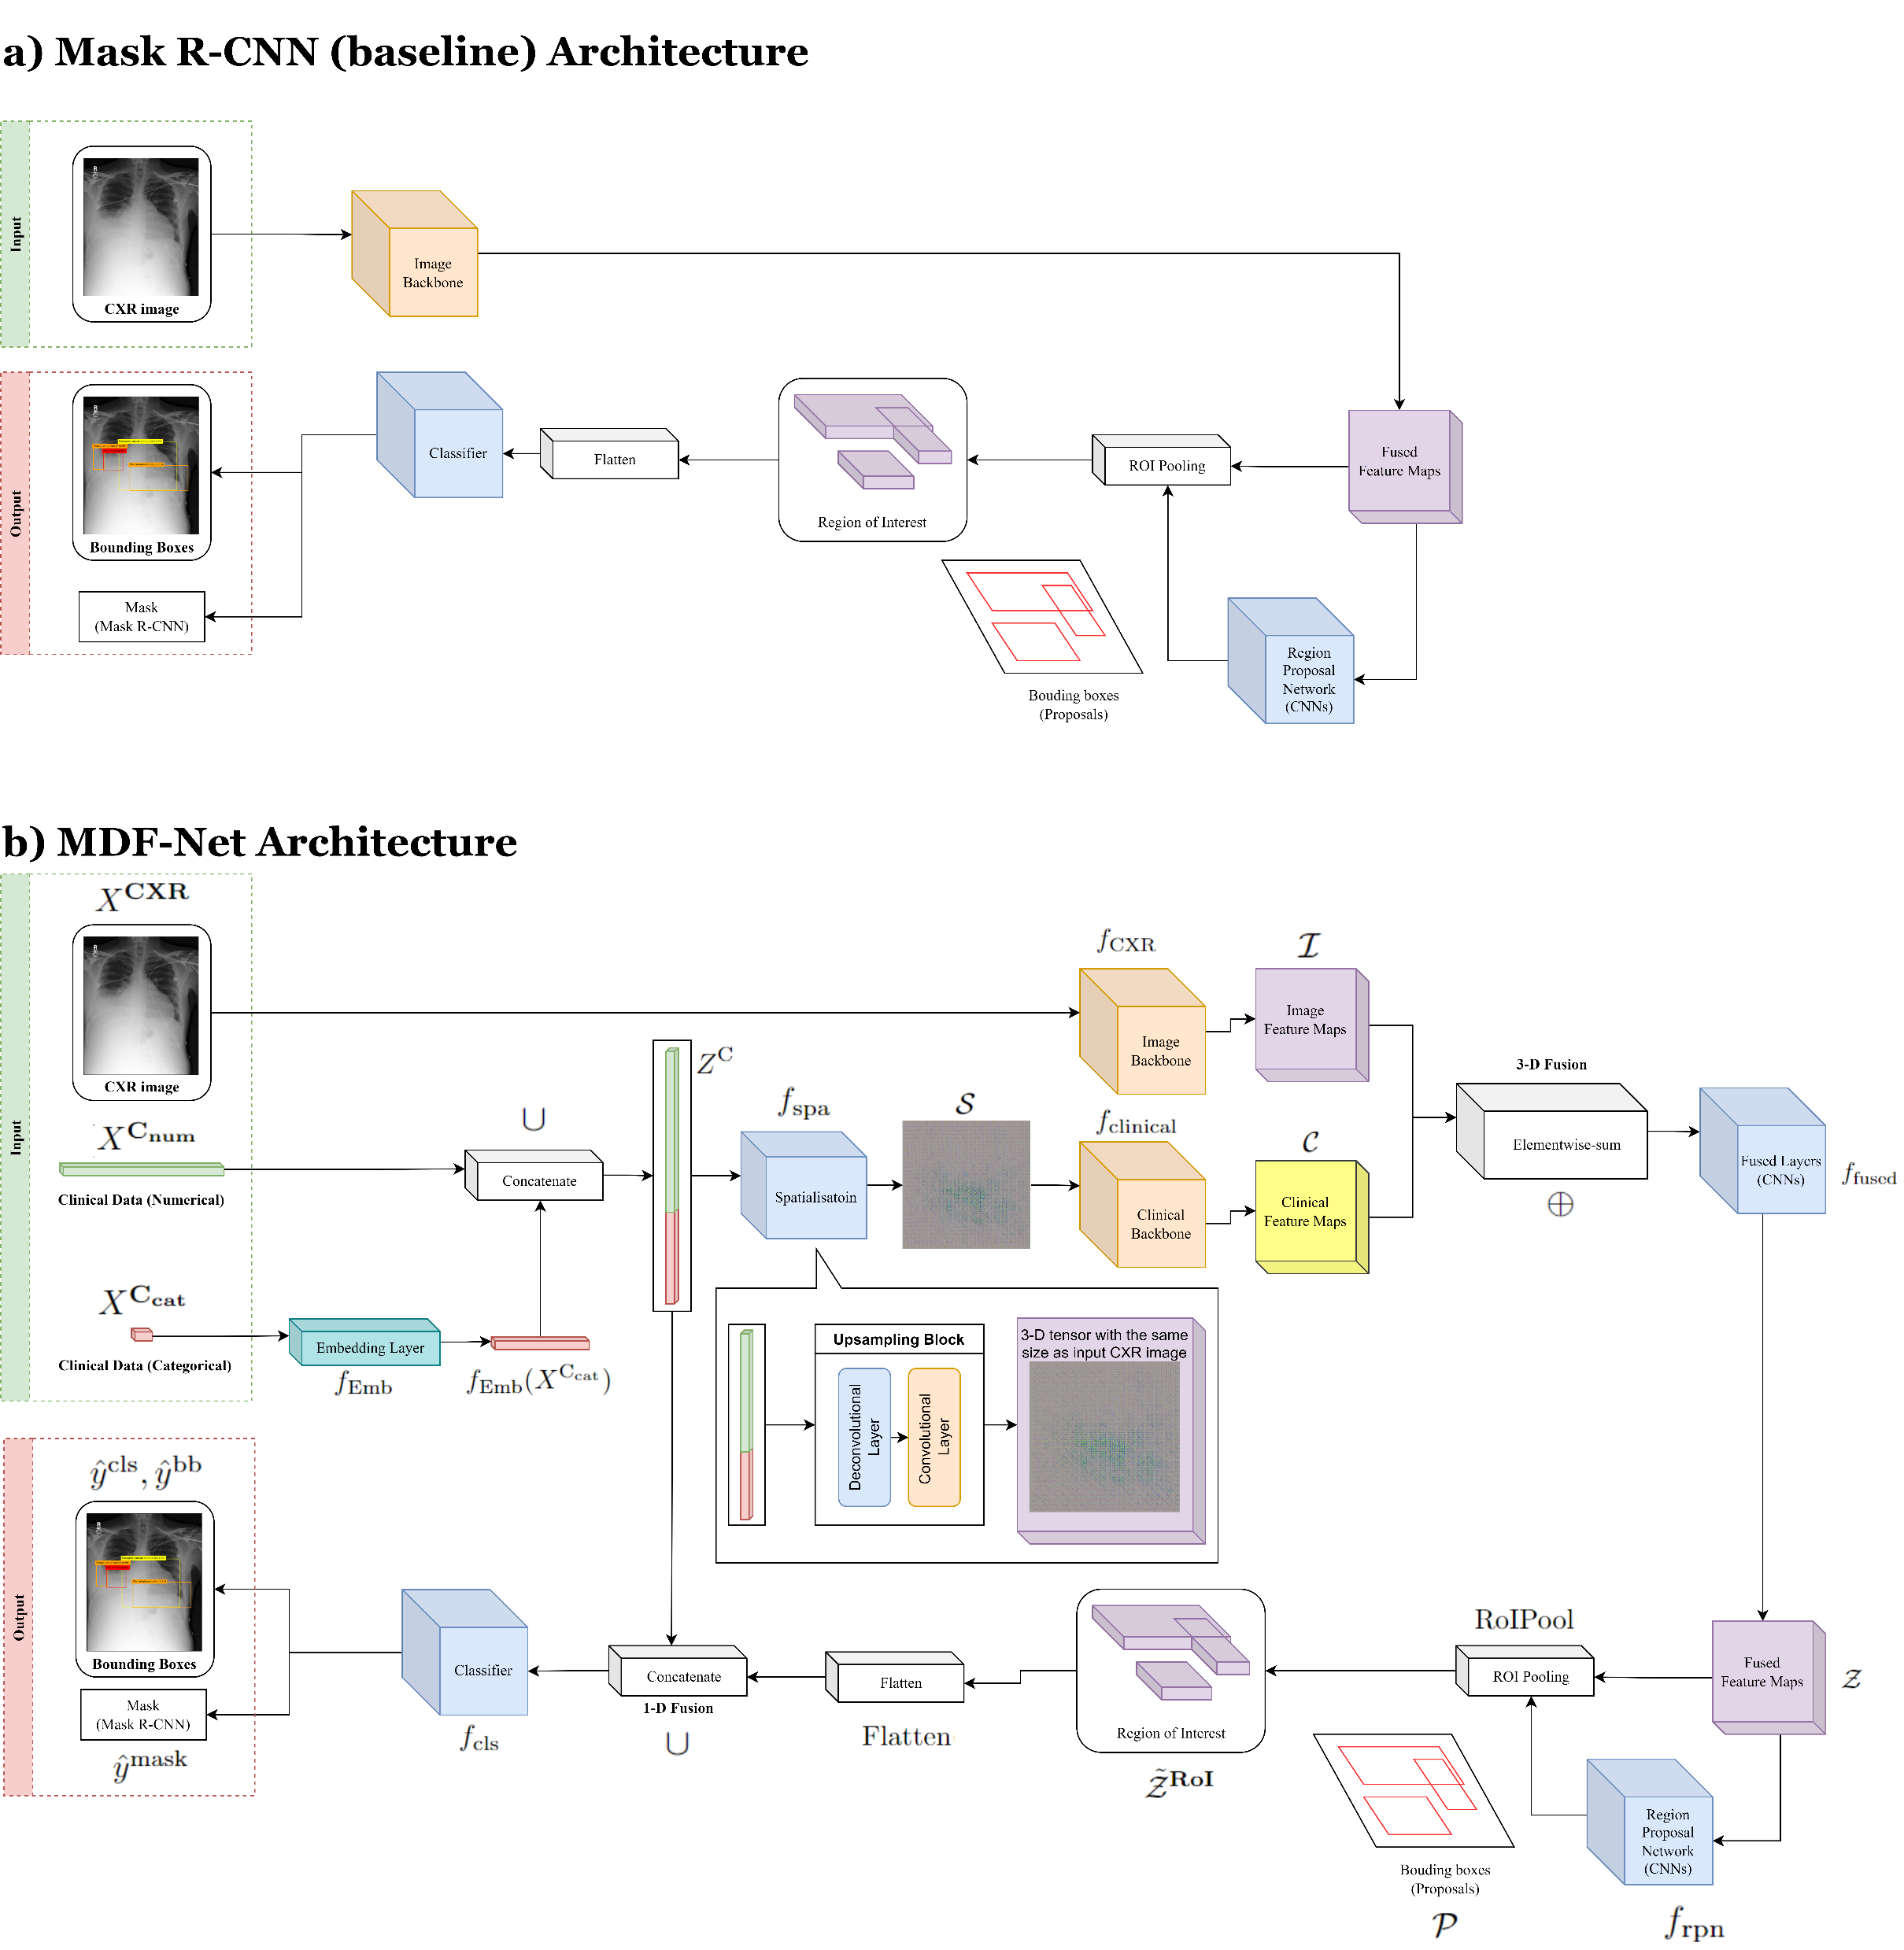 a) Mask R-CNN (baseline) Architecture
Input
CXR image
Image
Backbone
Output
Bounding Boxes
Mask
(Mask R-CNN)
Classifier
Flatten
Region of Interest
ROI Pooling
Fused
Feature Maps
Bouding boxes
(Proposals)
Region
Proposal
Network
(CNNs)
b) MDF-Net Architecture
Input
X^CXR
CXR image
X^C_num
Clinical Data (Numerical)
X^C_cat
Clinical Data (Categorical)
Embedding Layer
f_Emb
f_Emb(X^C_cat)
∪
Concatenate
Z^C
f_spa
Spatialisatoin
𝒮
f_CXR
Image
Backbone
ℐ
Image
Feature Maps
f_clinical
Clinical
Backbone
𝒞
Clinical
Feature Maps
3-D Fusion
Elementwise-sum
⊕
Fused Layers
(CNNs)
f_fused
Upsampling Block
Deconvolutional
Layer
Convolutional
Layer
3-D tensor with the same
size as input CXR image
Output
ŷ^cls, ŷ^bb
Bounding Boxes
Mask
(Mask R-CNN)
ŷ^mask
Classifier
f_cls
Concatenate
1-D Fusion
∪
Flatten
Flatten
Region of Interest
𝒵̃^RoI
RoIPool
ROI Pooling
Fused
Feature Maps
𝒵
Bouding boxes
(Proposals)
𝒫
Region
Proposal
Network
(CNNs)
f_rpn